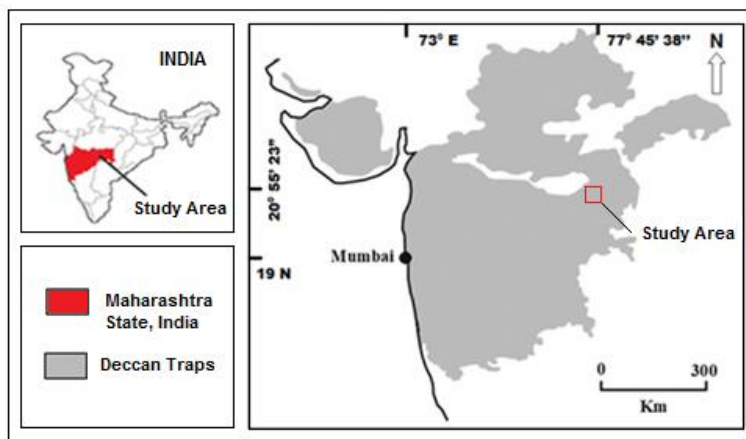 INDIA
Study Area
Maharashtra
State, India
Deccan Traps
73° E
77° 45' 38"
N
20° 55' 23"
19 N
Mumbai
Study Area
0
300
Km